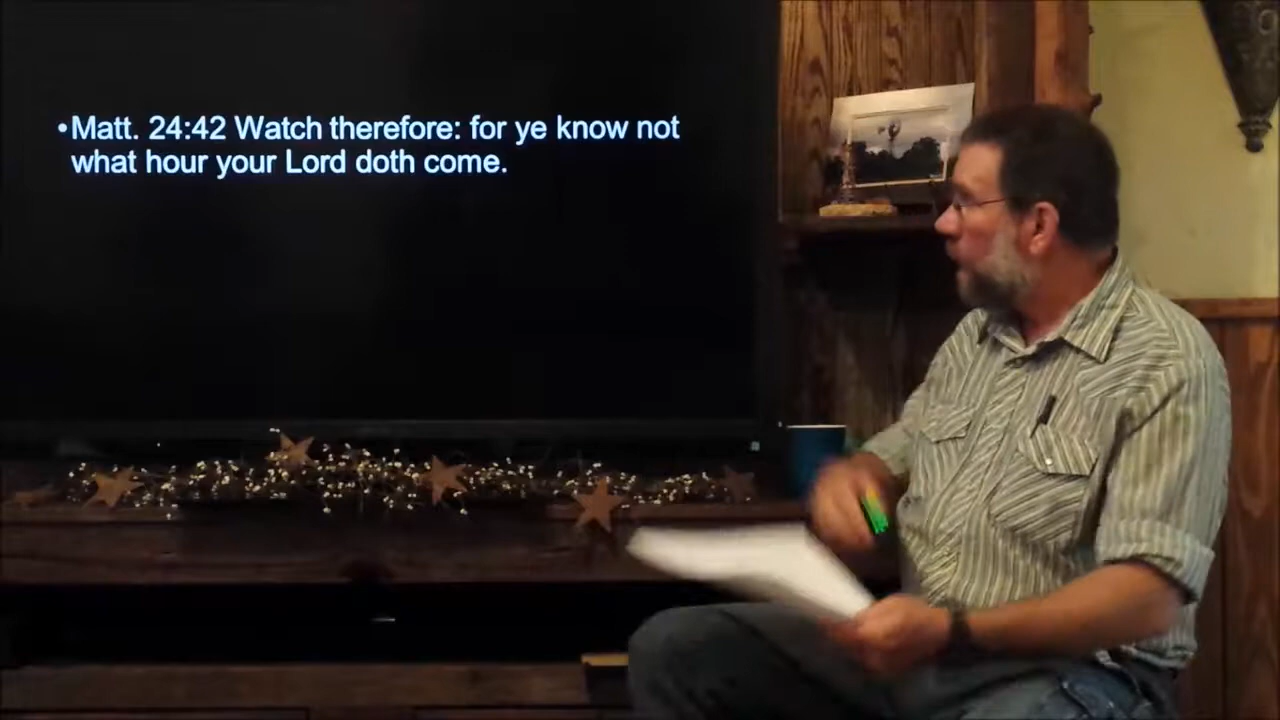 •Matt. 24:42 Watch therefore: for ye know not
what hour your Lord doth come.